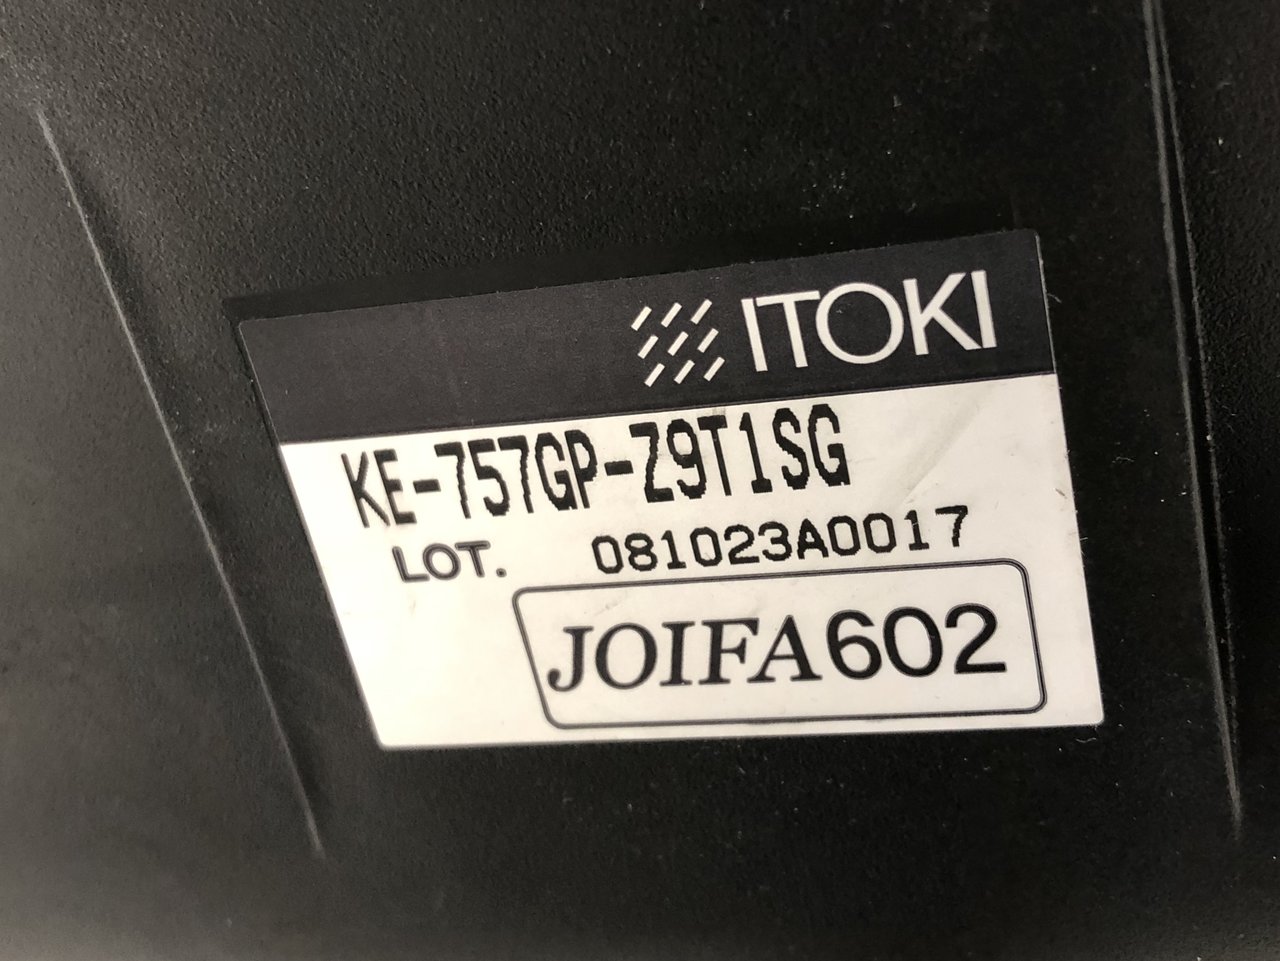 ITOKI
KE-757GP-Z9T1SG
LOT. 081023A0017
JOIFA602